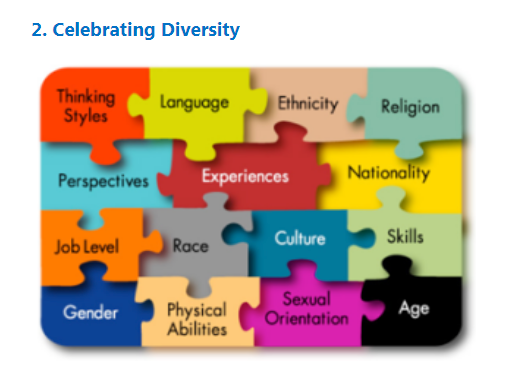 2. Celebrating Diversity
Thinking
Styles
Language
Ethnicity
Religion
Perspectives
Experiences
Nationality
Job Level
Race
Culture
Skills
Gender
Physical
Abilities
Sexual
Orientation
Age